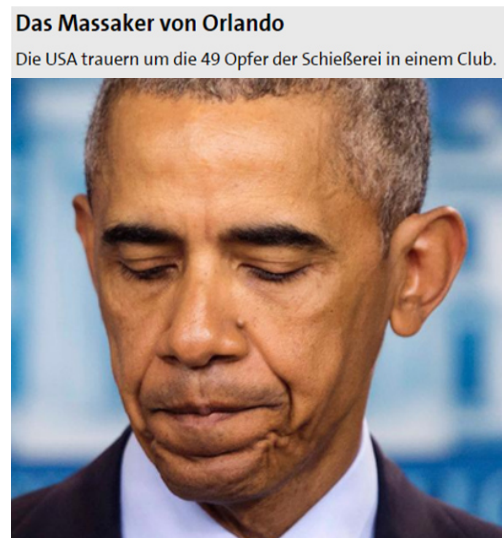 Das Massaker von Orlando
Die USA trauern um die 49 Opfer der Schießerei in einem Club.